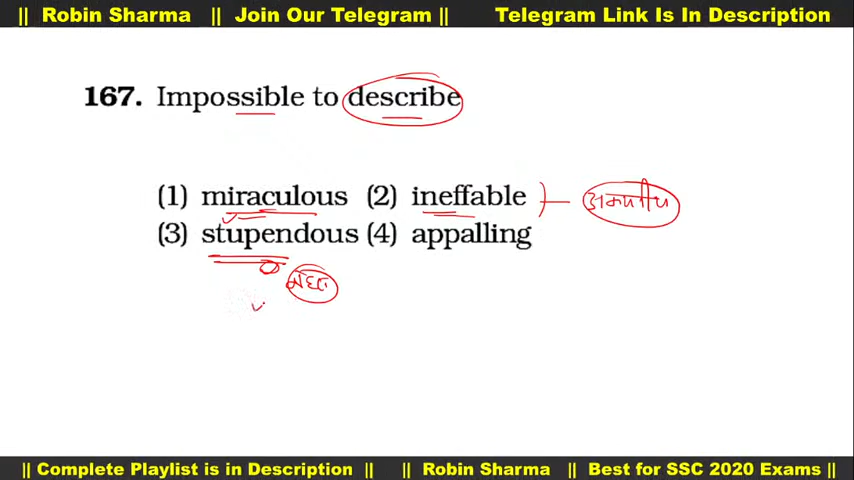 || Robin Sharma || Join Our Telegram || Telegram Link Is In Description
167. Impossible to describe
(1) miraculous (2) ineffable
(3) stupendous (4) appalling
|| Complete Playlist is in Description || || Robin Sharma || Best for SSC 2020 Exams ||